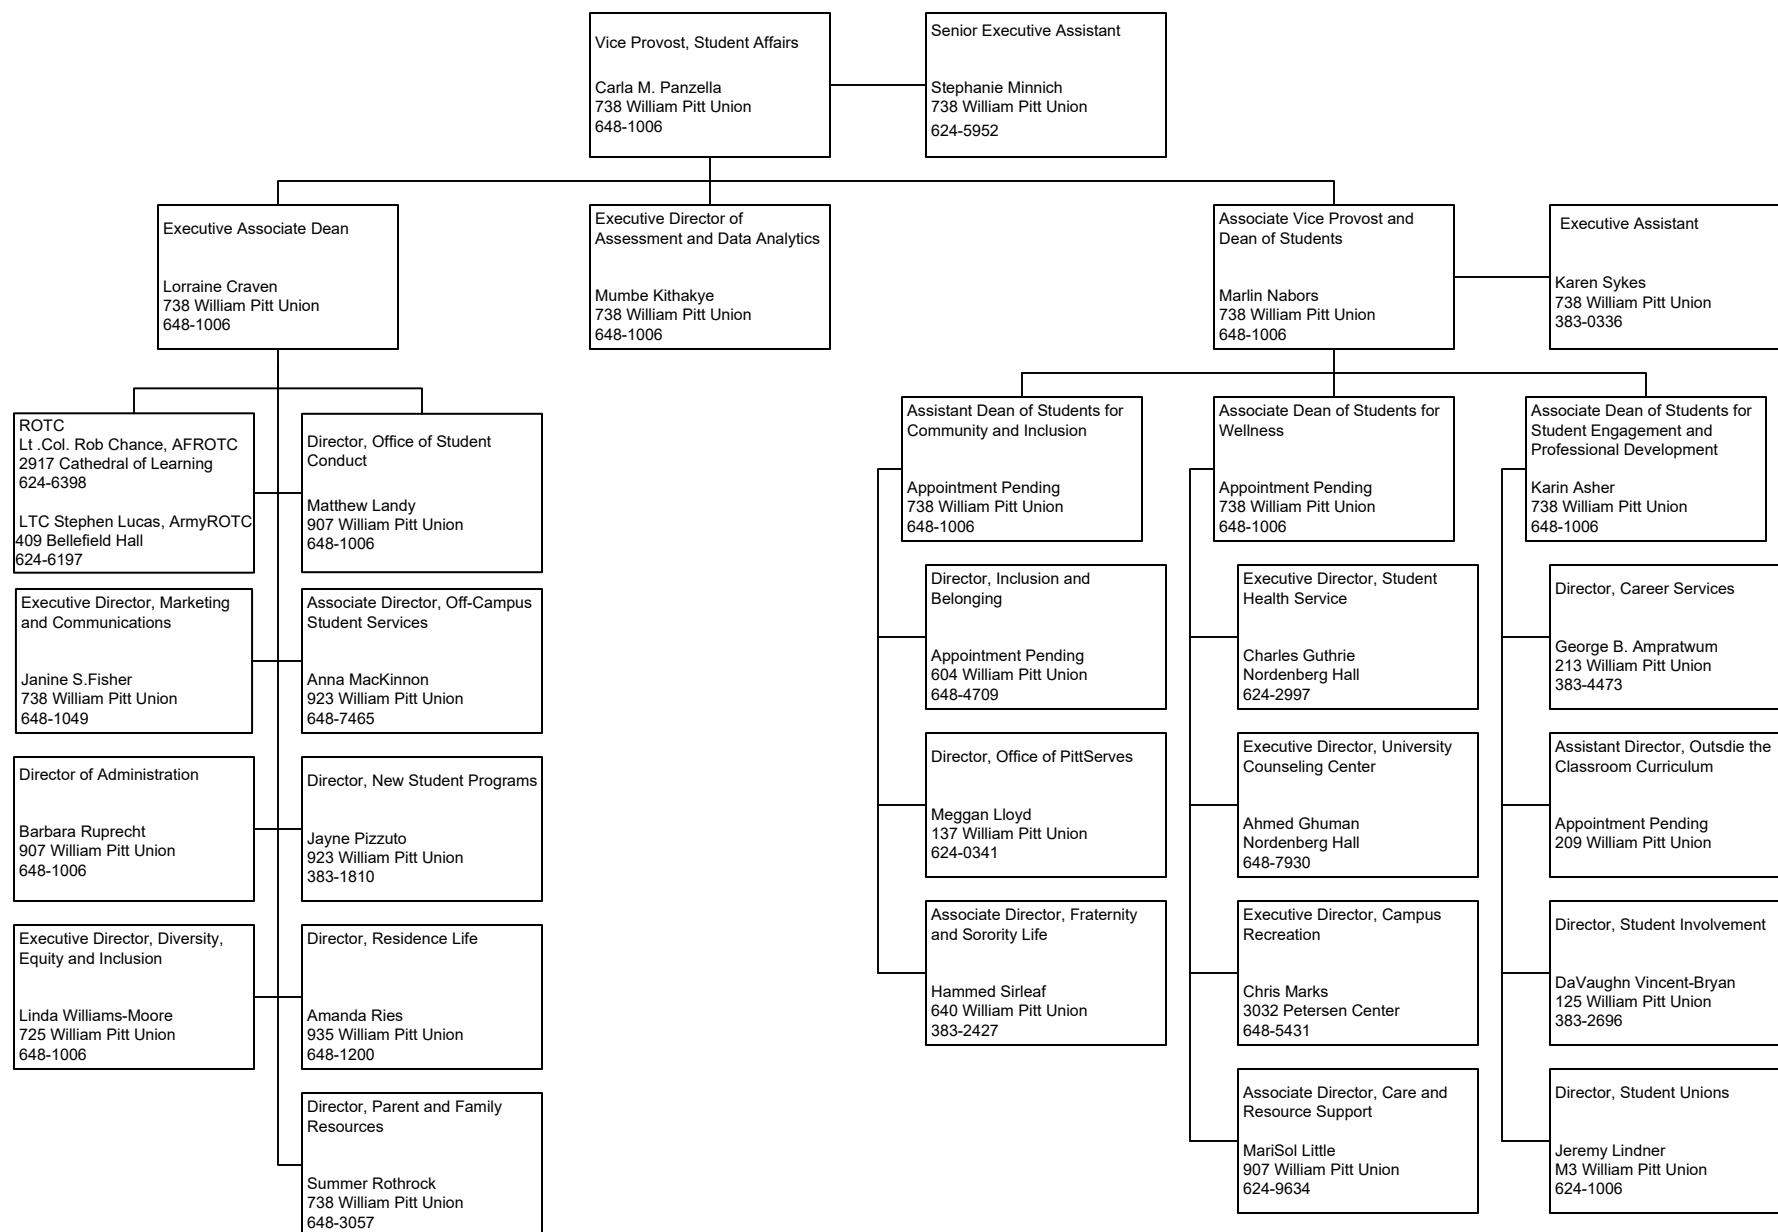 Vice Provost, Student Affairs
Carla M. Panzella
738 William Pitt Union
648-1006
Senior Executive Assistant
Stephanie Minnich
738 William Pitt Union
624-5952
Executive Associate Dean
Lorraine Craven
738 William Pitt Union
648-1006
Executive Director of
Assessment and Data Analytics
Mumbe Kithakye
738 William Pitt Union
648-1006
Associate Vice Provost and
Dean of Students
Marlin Nabors
738 William Pitt Union
648-1006
Executive Assistant
Karen Sykes
738 William Pitt Union
383-0336
ROTC
Lt .Col. Rob Chance, AFROTC
2917 Cathedral of Learning
624-6398
LTC Stephen Lucas, ArmyROTC
409 Bellefield Hall
624-6197
Director, Office of Student
Conduct
Matthew Landy
907 William Pitt Union
648-1006
Executive Director, Marketing
and Communications
Janine S.Fisher
738 William Pitt Union
648-1049
Associate Director, Off-Campus
Student Services
Anna MacKinnon
923 William Pitt Union
648-7465
Director of Administration
Barbara Ruprecht
907 William Pitt Union
648-1006
Director, New Student Programs
Jayne Pizzuto
923 William Pitt Union
383-1810
Executive Director, Diversity,
Equity and Inclusion
Linda Williams-Moore
725 William Pitt Union
648-1006
Director, Residence Life
Amanda Ries
935 William Pitt Union
648-1200
Director, Parent and Family
Resources
Summer Rothrock
738 William Pitt Union
648-3057
Assistant Dean of Students for
Community and Inclusion
Appointment Pending
738 William Pitt Union
648-1006
Director, Inclusion and
Belonging
Appointment Pending
604 William Pitt Union
648-4709
Director, Office of PittServes
Meggan Lloyd
137 William Pitt Union
624-0341
Associate Director, Fraternity
and Sorority Life
Hammed Sirleaf
640 William Pitt Union
383-2427
Associate Dean of Students for
Wellness
Appointment Pending
738 William Pitt Union
648-1006
Executive Director, Student
Health Service
Charles Guthrie
Nordenberg Hall
624-2997
Executive Director, University
Counseling Center
Ahmed Ghuman
Nordenberg Hall
648-7930
Executive Director, Campus
Recreation
Chris Marks
3032 Petersen Center
648-5431
Associate Director, Care and
Resource Support
MariSol Little
907 William Pitt Union
624-9634
Associate Dean of Students for
Student Engagement and
Professional Development
Karin Asher
738 William Pitt Union
648-1006
Director, Career Services
George B. Ampratwum
213 William Pitt Union
383-4473
Assistant Director, Outsdie the
Classroom Curriculum
Appointment Pending
209 William Pitt Union
Director, Student Involvement
DaVaughn Vincent-Bryan
125 William Pitt Union
383-2696
Director, Student Unions
Jeremy Lindner
M3 William Pitt Union
624-1006